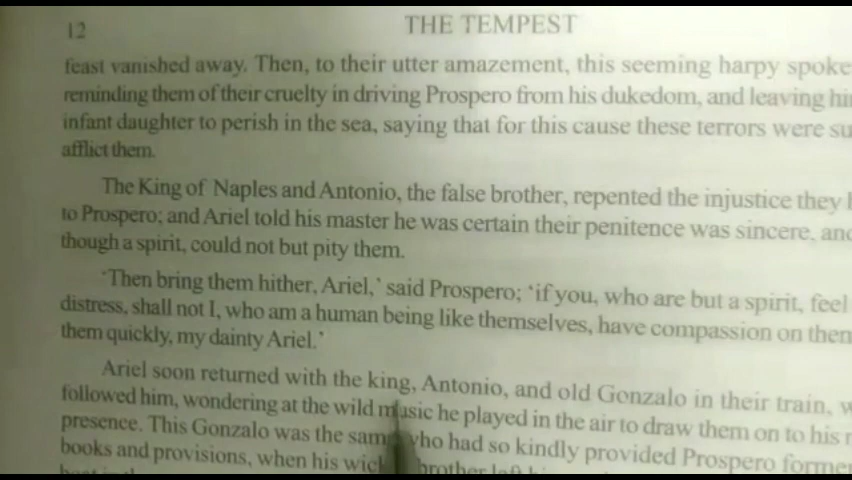 12
THE TEMPEST
feast vanished away. Then, to their utter amazement, this seeming harpy spoke
reminding them of their cruelty in driving Prospero from his dukedom, and leaving
infant daughter to perish in the sea, saying that for this cause these terrors were
afflict them.
The King of Naples and Antonio, the false brother, repented the injustice they
to Prospero; and Ariel told his master he was certain their penitence was sincere,
though a spirit, could not but pity them.
'Then bring them hither, Ariel,' said Prospero; 'if you, who are but a spirit, feel
distress, shall not I, who am a human being like themselves, have compassion on
them quickly, my dainty Ariel.'
Ariel soon returned with the king, Antonio, and old Gonzalo in their train,
followed him, wondering at the wild music he played in the air to draw them on to his
presence. This Gonzalo was the who had so kindly provided Prospero
books and provisions, when his brother